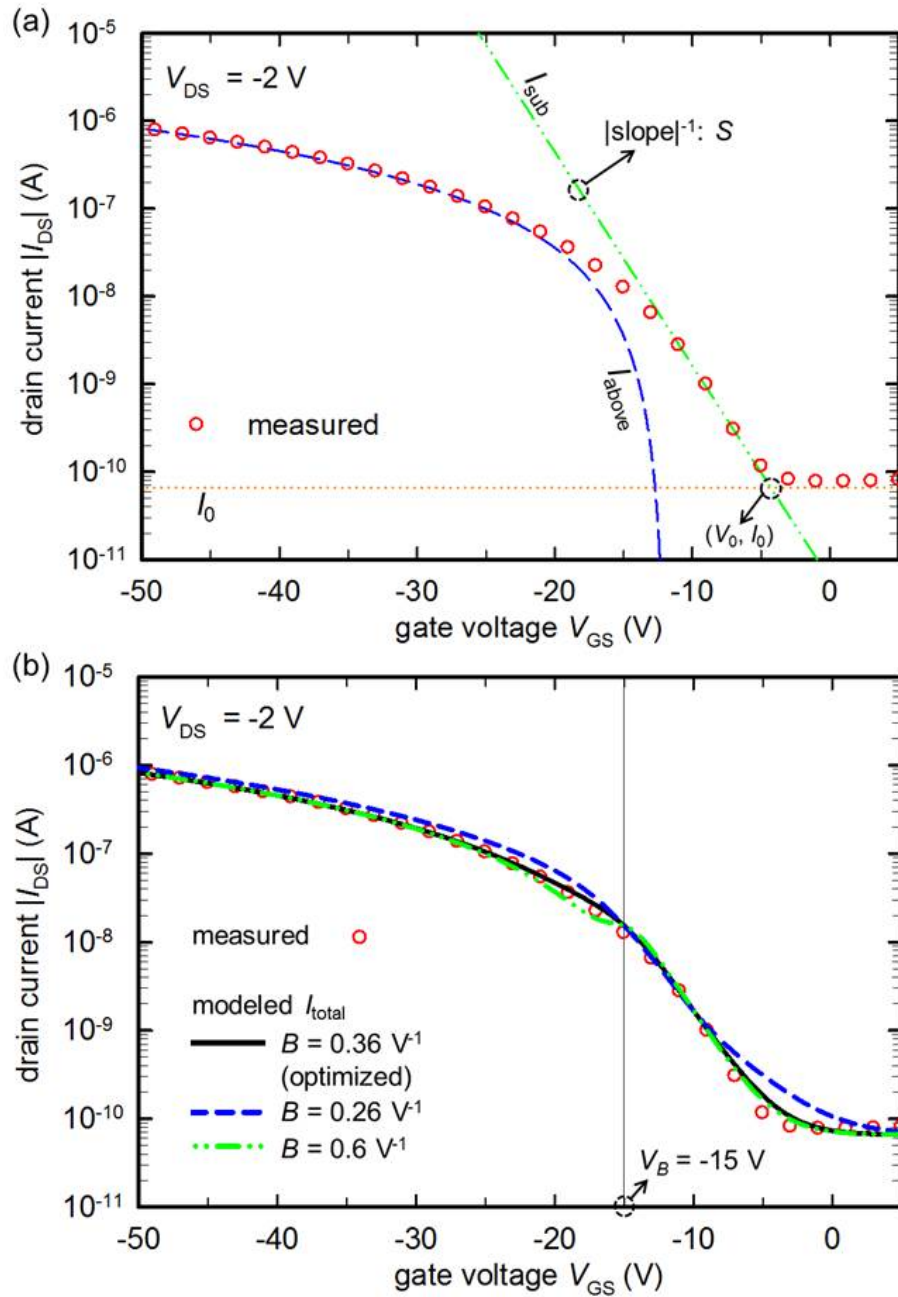 (a)
10⁻⁵
V_DS = -2 V
I_sub
|slope|⁻¹: S
10⁻⁶
10⁻⁷
10⁻⁸
10⁻⁹
10⁻¹⁰
10⁻¹¹
drain current |I_DS| (A)
I_above
measured
I₀
(V₀, I₀)
-50 -40 -30 -20 -10 0
gate voltage V_GS (V)
(b)
10⁻⁵
V_DS = -2 V
10⁻⁶
10⁻⁷
10⁻⁸
10⁻⁹
10⁻¹⁰
10⁻¹¹
drain current |I_DS| (A)
measured
modeled I_total
B = 0.36 V⁻¹
(optimized)
B = 0.26 V⁻¹
B = 0.6 V⁻¹
V_B = -15 V
-50 -40 -30 -20 -10 0
gate voltage V_GS (V)